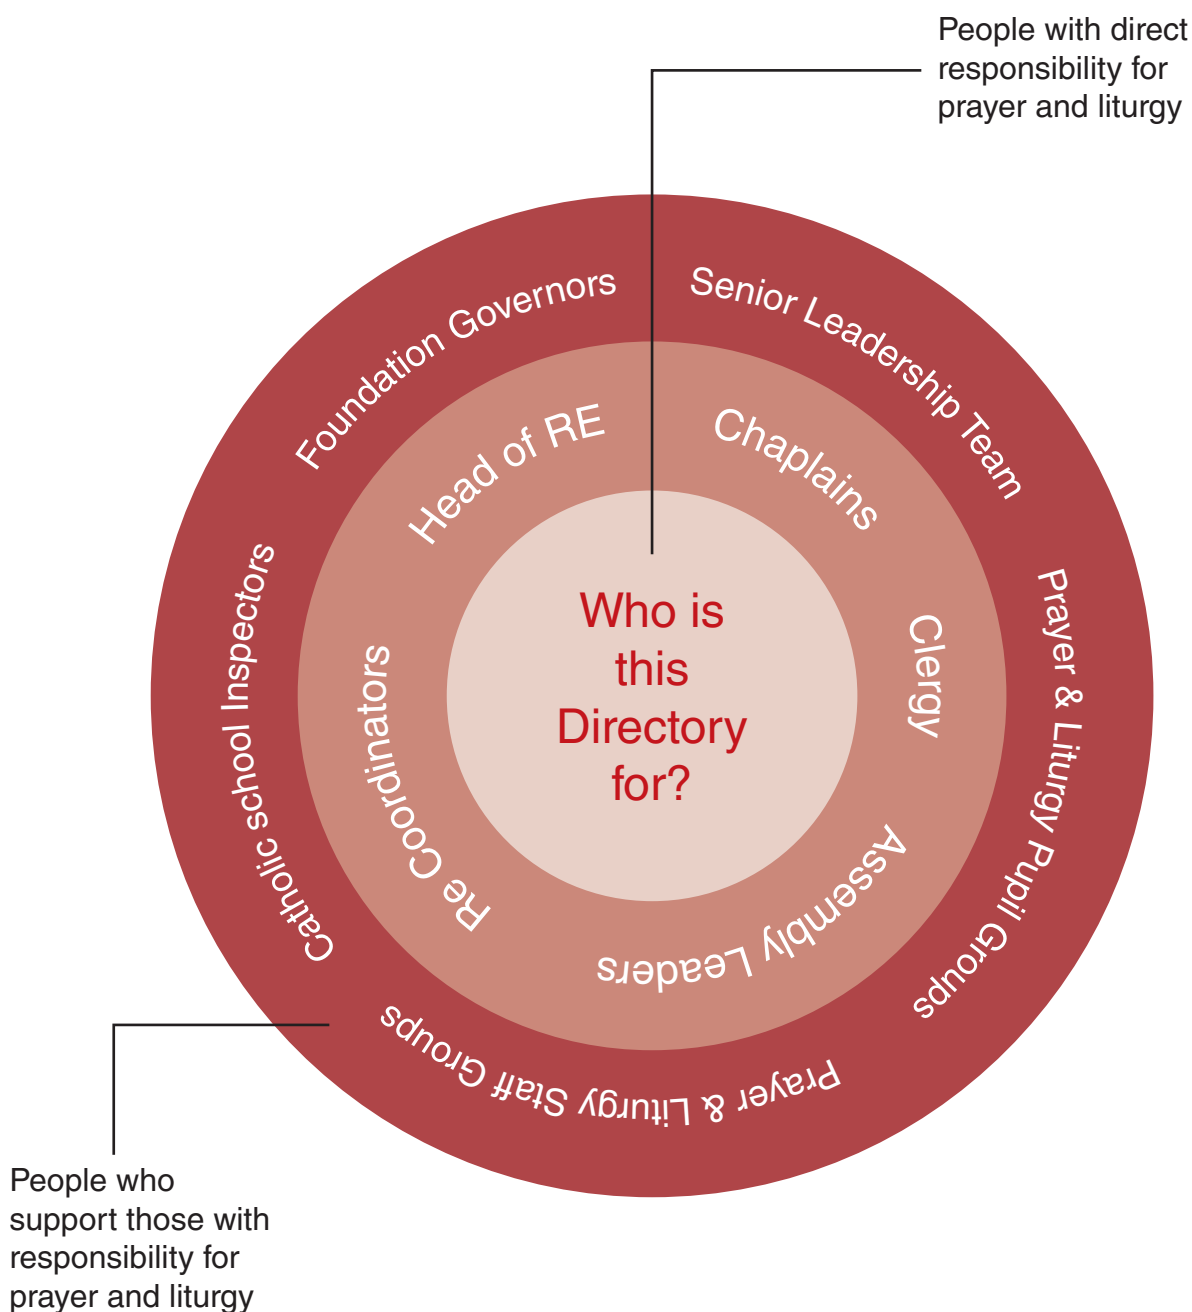 People with direct
responsibility for
prayer and liturgy
Foundation Governors
Senior Leadership Team
Head of RE
Chaplains
Catholic school Inspectors
Re Coordinators
Who is
this
Directory
for?
Clergy
Prayer & Liturgy Pupil Groups
Assembly Leaders
Prayer & Liturgy Staff Groups
People who
support those with
responsibility for
prayer and liturgy